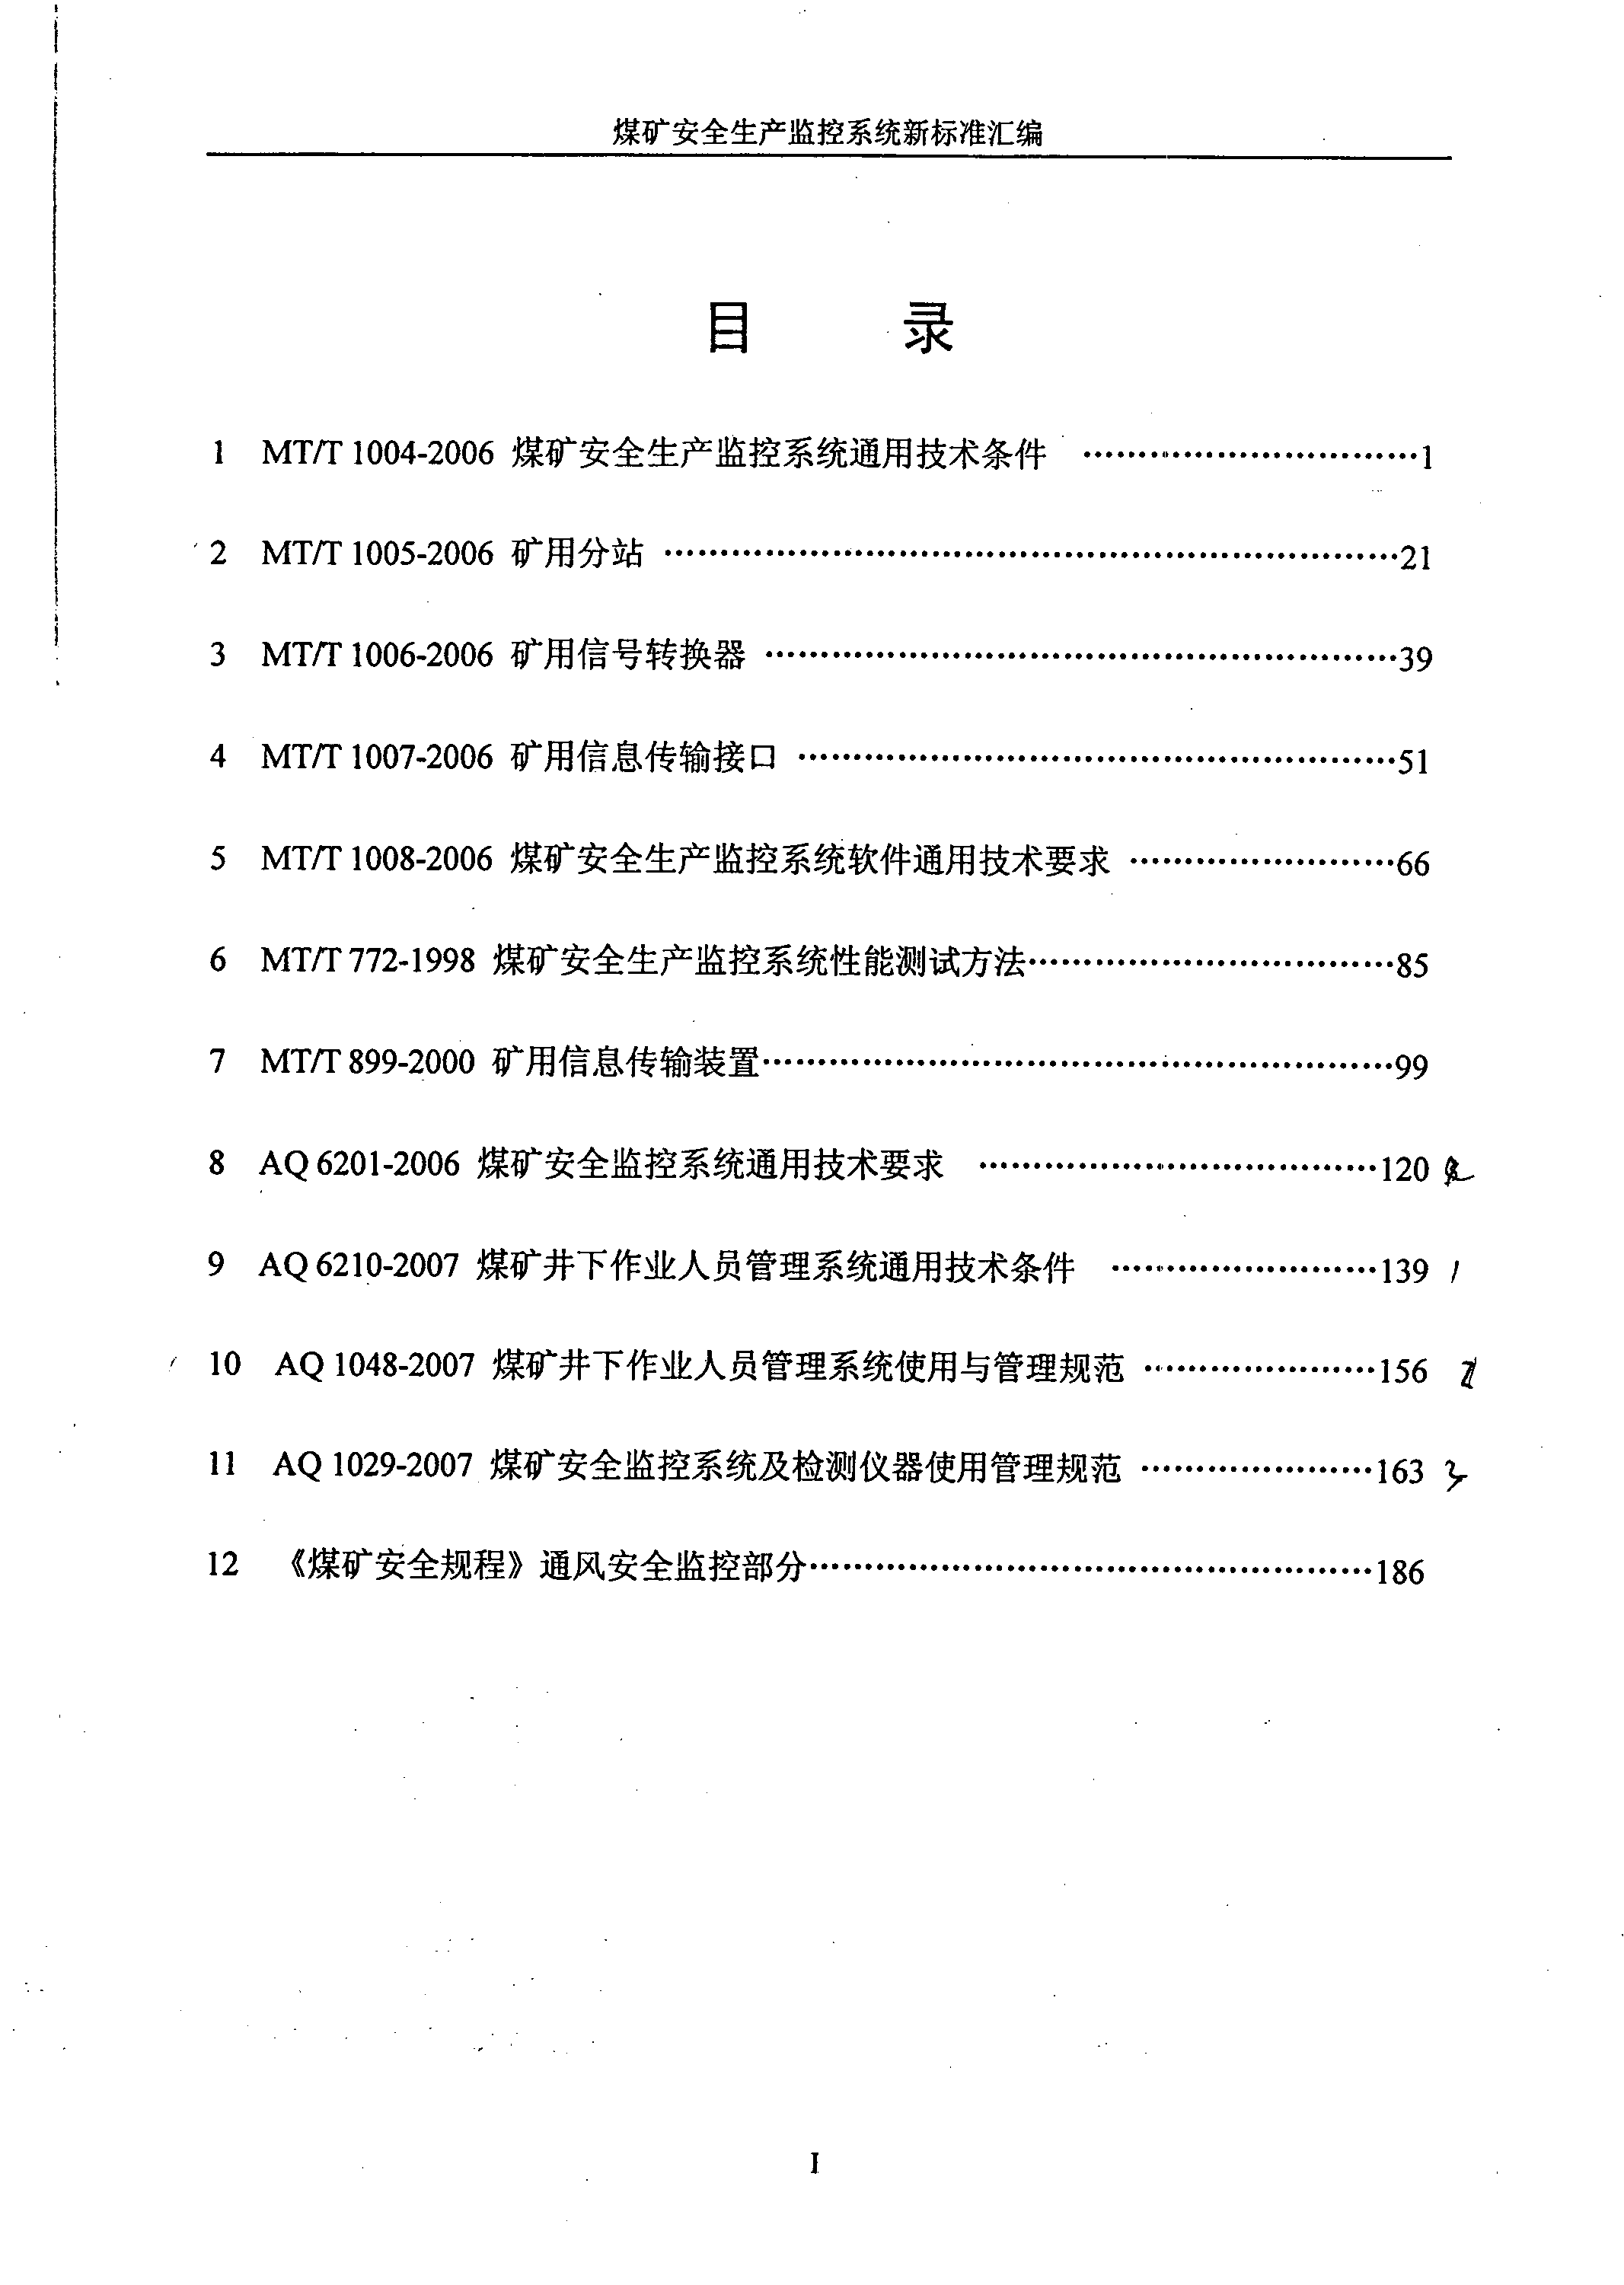 煤矿安全生产监控系统新标准汇编
目 录
1 MT/T 1004-2006 煤矿安全生产监控系统通用技术条件 ······························1
2 MT/T 1005-2006 矿用分站 ··································································21
3 MT/T 1006-2006 矿用信号转换器 ·························································39
4 MT/T 1007-2006 矿用信息传输接口 ······················································51
5 MT/T 1008-2006 煤矿安全生产监控系统软件通用技术要求 ························66
6 MT/T 772-1998 煤矿安全生产监控系统性能测试方法·································85
7 MT/T 899-2000 矿用信息传输装置·························································99
8 AQ 6201-2006 煤矿安全监控系统通用技术要求 ····································120
9 AQ 6210-2007 煤矿井下作业人员管理系统通用技术条件 ························139 1
10 AQ 1048-2007 煤矿井下作业人员管理系统使用与管理规范 ·····················156 2
11 AQ 1029-2007 煤矿安全监控系统及检测仪器使用管理规范 ·····················163 3
12 《煤矿安全规程》通风安全监控部分···················································186
I